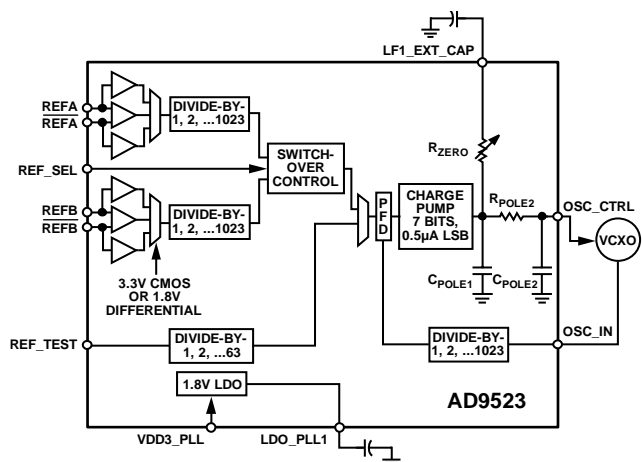 LF1_EXT_CAP
REFA
REFA
DIVIDE-BY-
1, 2, ...1023
REF_SEL
SWITCH-
OVER
CONTROL
RZERO
REFB
REFB
DIVIDE-BY-
1, 2, ...1023
PFD
CHARGE
PUMP
7 BITS,
0.5µA LSB
RPOLE2
OSC_CTRL
VCXO
CPOLE1
CPOLE2
3.3V CMOS
OR 1.8V
DIFFERENTIAL
REF_TEST
DIVIDE-BY-
1, 2, ...63
DIVIDE-BY-
1, 2, ...1023
OSC_IN
1.8V LDO
AD9523
VDD3_PLL
LDO_PLL1